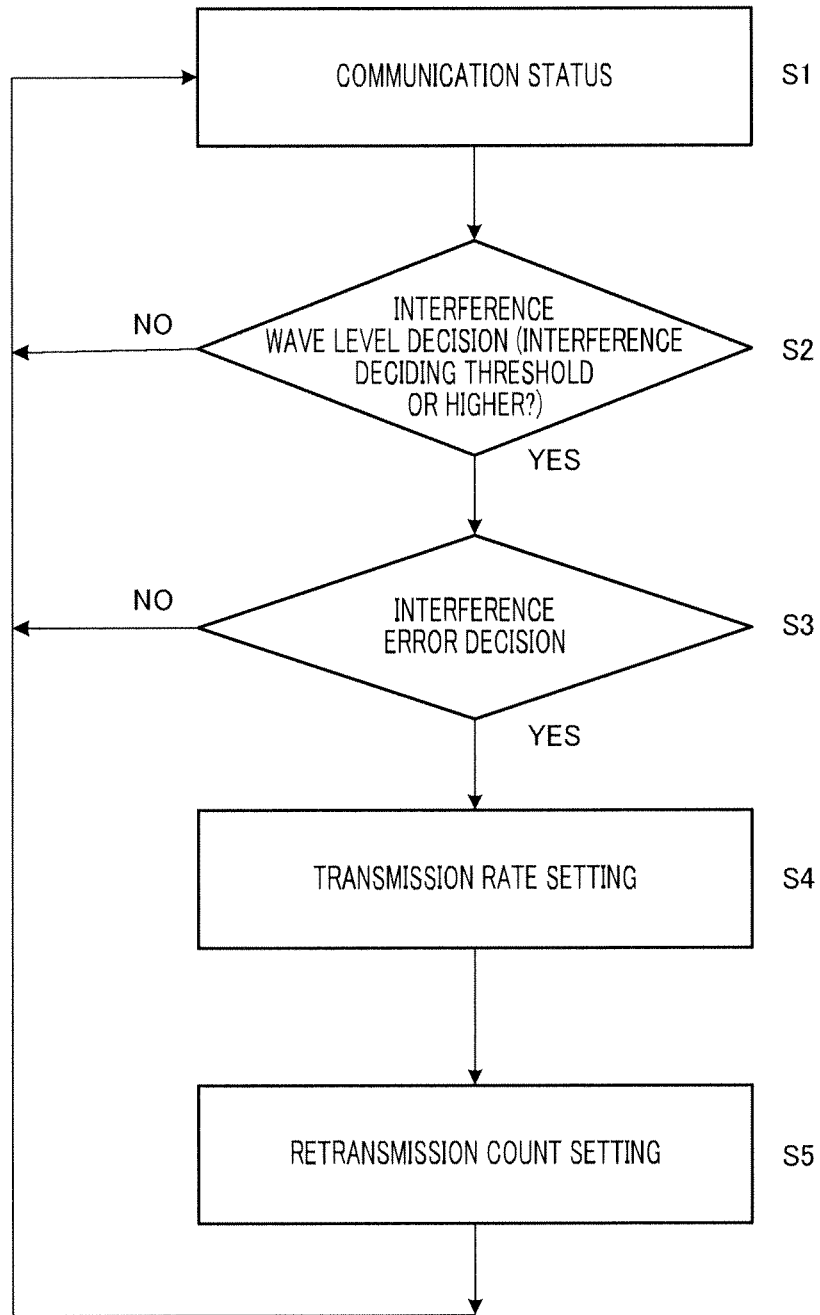 COMMUNICATION STATUS
S1
INTERFERENCE
WAVE LEVEL DECISION (INTERFERENCE
DECIDING THRESHOLD
OR HIGHER?)
S2
NO
YES
INTERFERENCE
ERROR DECISION
S3
NO
YES
TRANSMISSION RATE SETTING
S4
RETRANSMISSION COUNT SETTING
S5